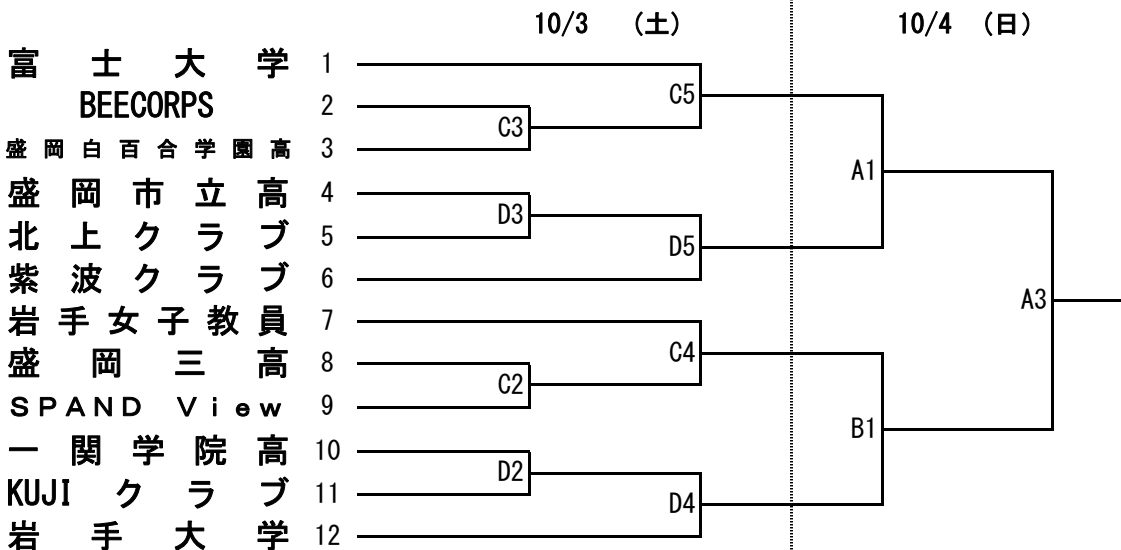 10/3 （土） 10/4 （日）
富士大学 1
C5
BEECORPS 2
C3
盛岡白百合学園高 3
A1
盛岡市立高 4
D3
北上クラブ 5
D5
紫波クラブ 6
A3
岩手女子教員 7
C4
盛岡三高 8
C2
ＳＰＡＮＤ Ｖｉｅｗ 9
B1
一関学院高 10
D2
KUJIクラブ 11
D4
岩手大学 12